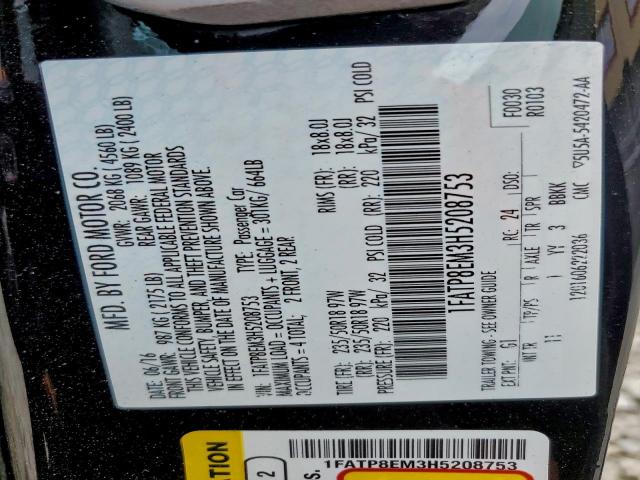 MFD. BY FORD MOTOR CO.
DATE: 06/16 GVWR: 2068 KG ( 4560 LB)
FRONT GAWR: 987 KG ( 2175 LB) REAR GAWR: 1089 KG ( 2400 LB)
THIS VEHICLE CONFORMS TO ALL APPLICABLE FEDERAL MOTOR
VEHICLE SAFETY, BUMPER, AND THEFT PREVENTION STANDARDS
IN EFFECT ON THE DATE OF MANUFACTURE SHOWN ABOVE.
VIN: 1FATP8EM3H5208753 TYPE: Passenger Car
MAXIMUM LOAD = OCCUPANTS + LUGGAGE = 301KG/ 664LB
OCCUPANTS = 4 TOTAL; 2 FRONT, 2 REAR
TIRE (FR): 235/50R18 97W RIMS (FR): 18x8.0J
TIRE (RR): 235/50R18 97W RIMS (RR): 18x8.0J
PRESSURE (FR): 220 kPa/ 32 PSI COLD (RR): 220 kPa/ 32 PSI COLD
1FATP8EM3H5208753
TRAILER TOWING - SEE OWNER GUIDE
F0030
R0103
EXT PNT: G1 RC: 24 DSO:
INT TR TP/PS R AXLE TR SPR
YY 3 BBKK
12U1606222036 CMC 5U5A-5420472-AA
1FATP8EM3H5208753
2